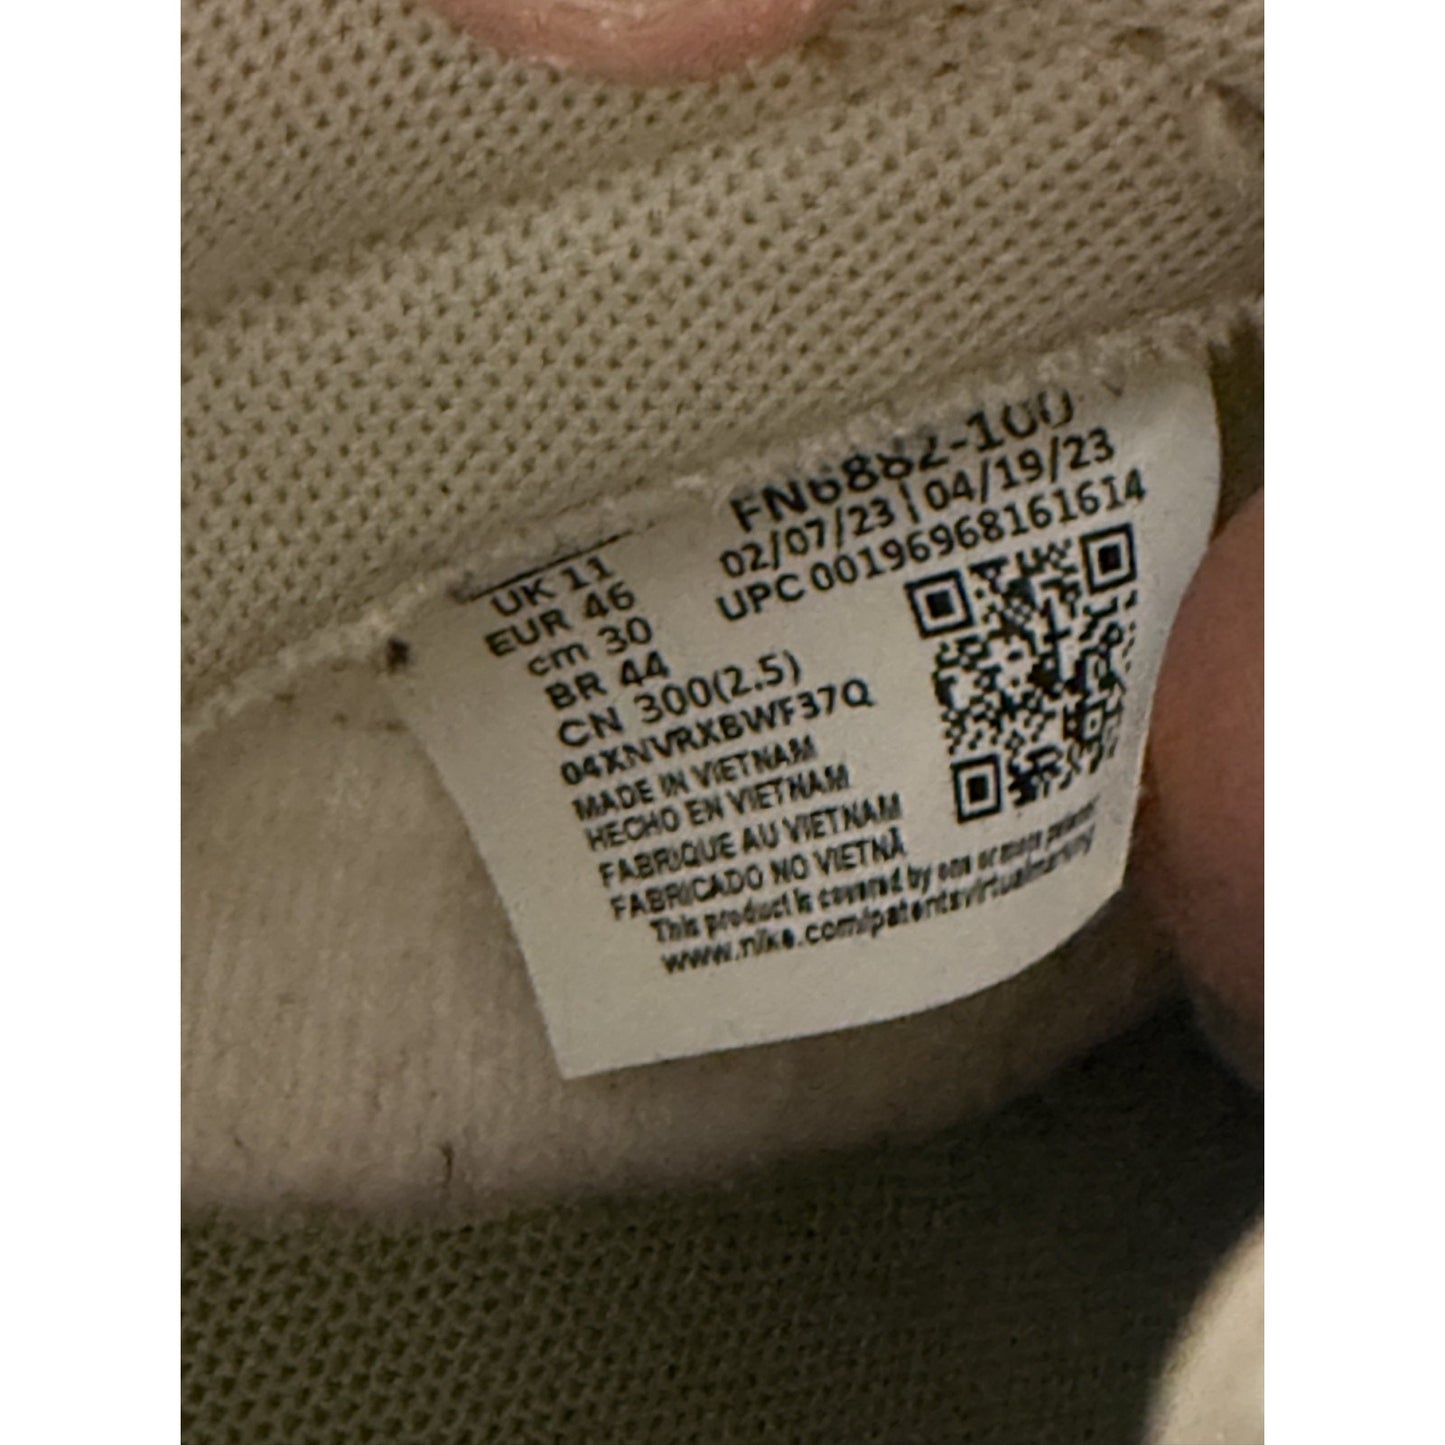 FN6882-100
02/07/23 | 04/19/23
UPC 00196968161614
UK 11
EUR 46
cm 30
BR 44
CN 300(2.5)
04XNVRXBWF37Q
MADE IN VIETNAM
HECHO EN VIETNAM
FABRIQUE AU VIETNAM
FABRICADO NO VIETNÃ
This product is covered by one or more patents
www.nike.com/patentsvirtualmarking